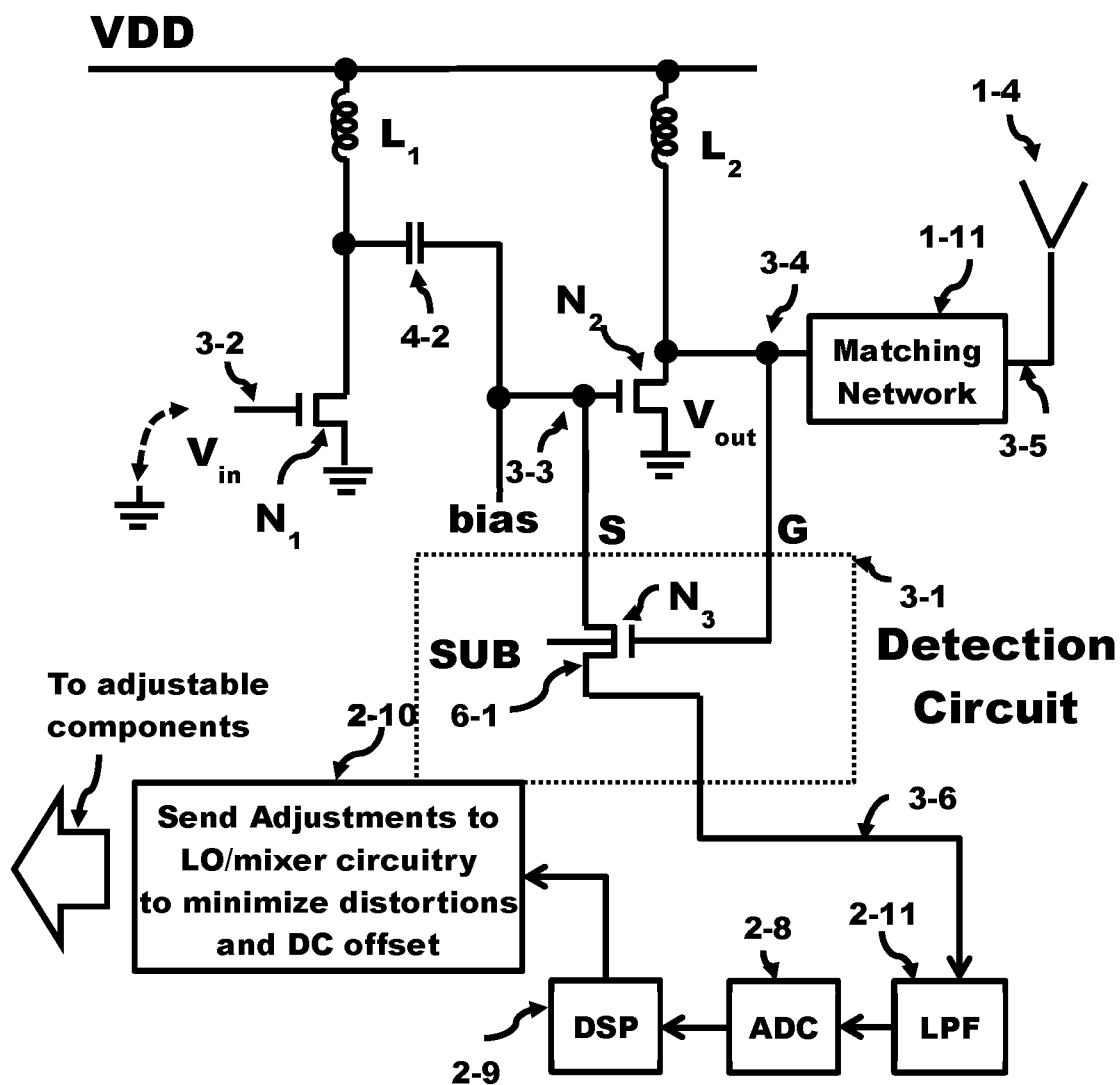 VDD
L1
L2
1-4
1-11
3-4
N2
4-2
3-2
Matching
Network
Vin
Vout
3-3
3-5
N1
bias
S
G
N3
3-1
SUB
Detection
Circuit
6-1
To adjustable
components
2-10
3-6
Send Adjustments to
LO/mixer circuitry
to minimize distortions
and DC offset
2-8
2-11
DSP
ADC
LPF
2-9